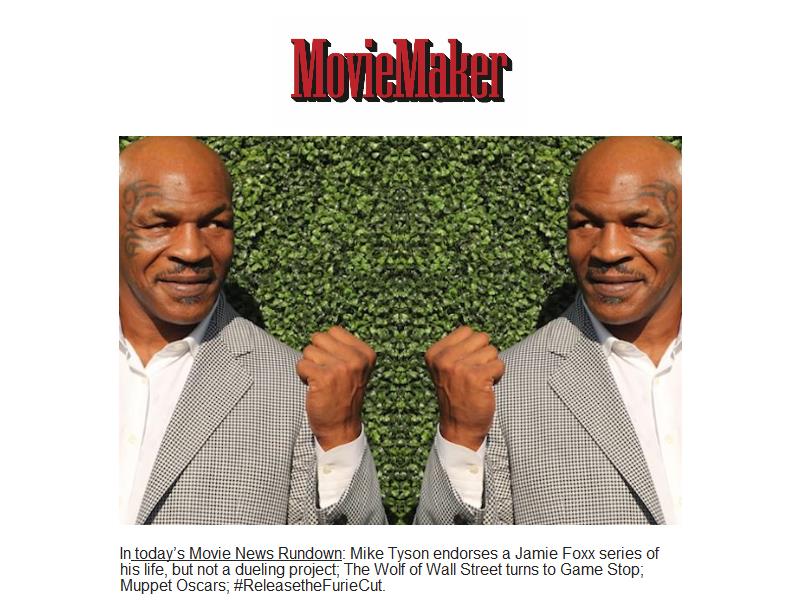 MovieMaker
In today's Movie News Rundown: Mike Tyson endorses a Jamie Foxx series of
his life, but not a dueling project; The Wolf of Wall Street turns to Game Stop;
Muppet Oscars; #ReleasetheFurieCut.